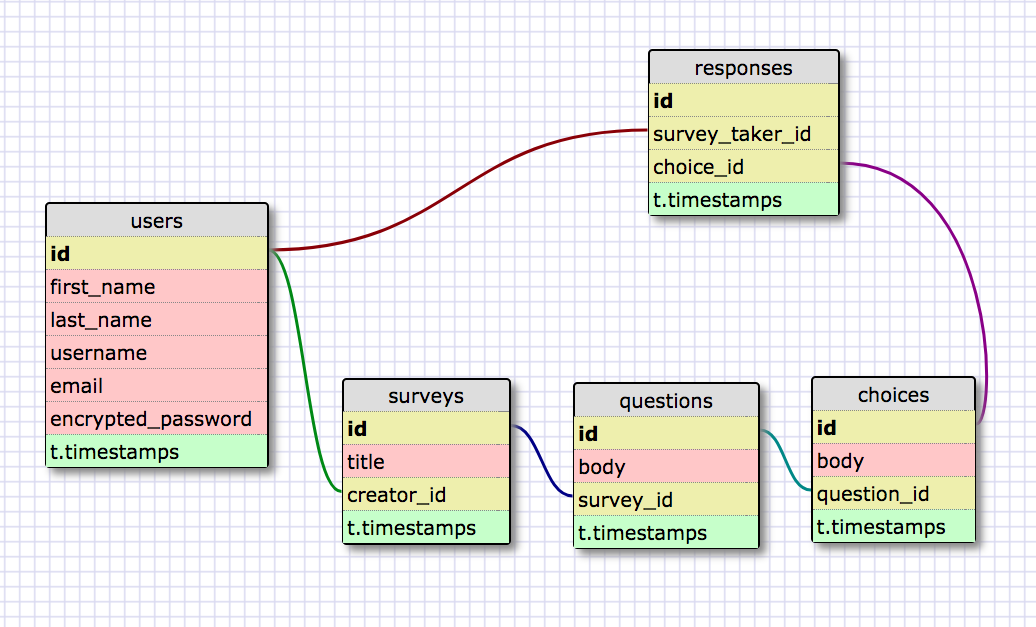 responses
id
survey_taker_id
choice_id
t.timestamps
users
id
first_name
last_name
username
email
encrypted_password
t.timestamps
surveys
id
title
creator_id
t.timestamps
questions
id
body
survey_id
t.timestamps
choices
id
body
question_id
t.timestamps